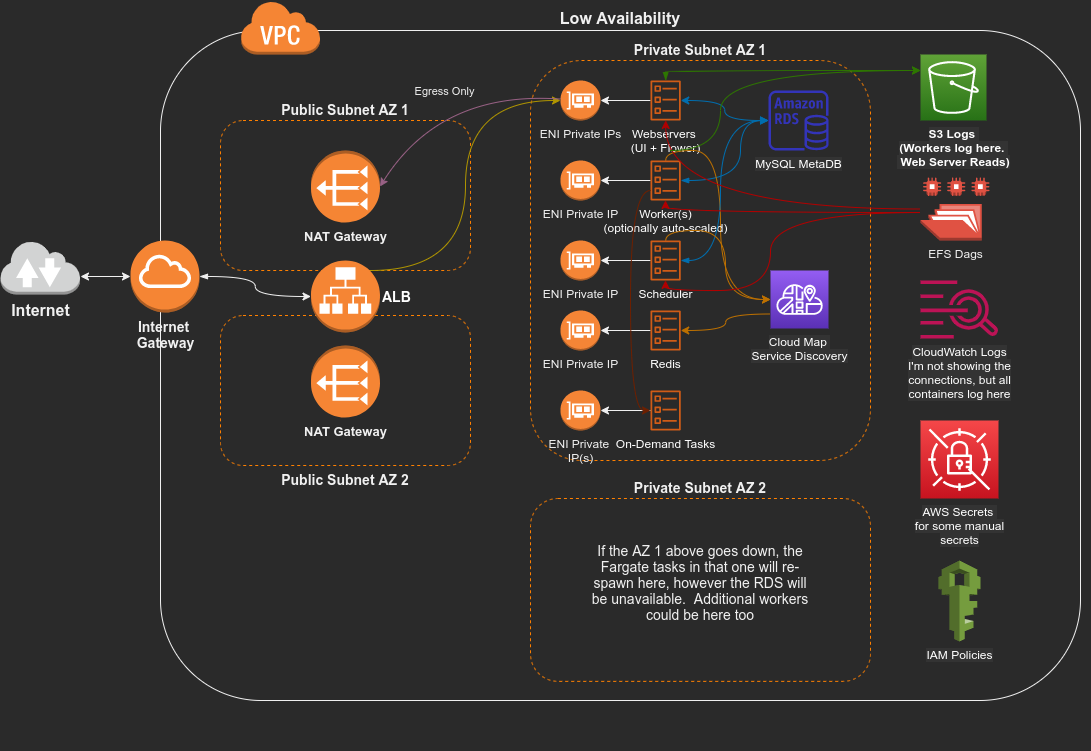 Low Availability
VPC
Private Subnet AZ 1
Public Subnet AZ 1
Egress Only
NAT Gateway
Internet
Internet
Gateway
ALB
NAT Gateway
Public Subnet AZ 2
ENI Private IPs
Webservers
(UI + Flower)
Amazon
RDS
MySQL MetaDB
ENI Private IP
Worker(s)
(optionally auto-scaled)
ENI Private IP
Scheduler
Cloud Map
Service Discovery
ENI Private IP
Redis
ENI Private
IP(s)
On-Demand Tasks
Private Subnet AZ 2
If the AZ 1 above goes down, the
Fargate tasks in that one will re-
spawn here, however the RDS will
be unavailable.  Additional workers
could be here too
S3 Logs
(Workers log here.
Web Server Reads)
EFS Dags
CloudWatch Logs
I'm not showing the
connections, but all
containers log here
AWS Secrets
for some manual
secrets
IAM Policies